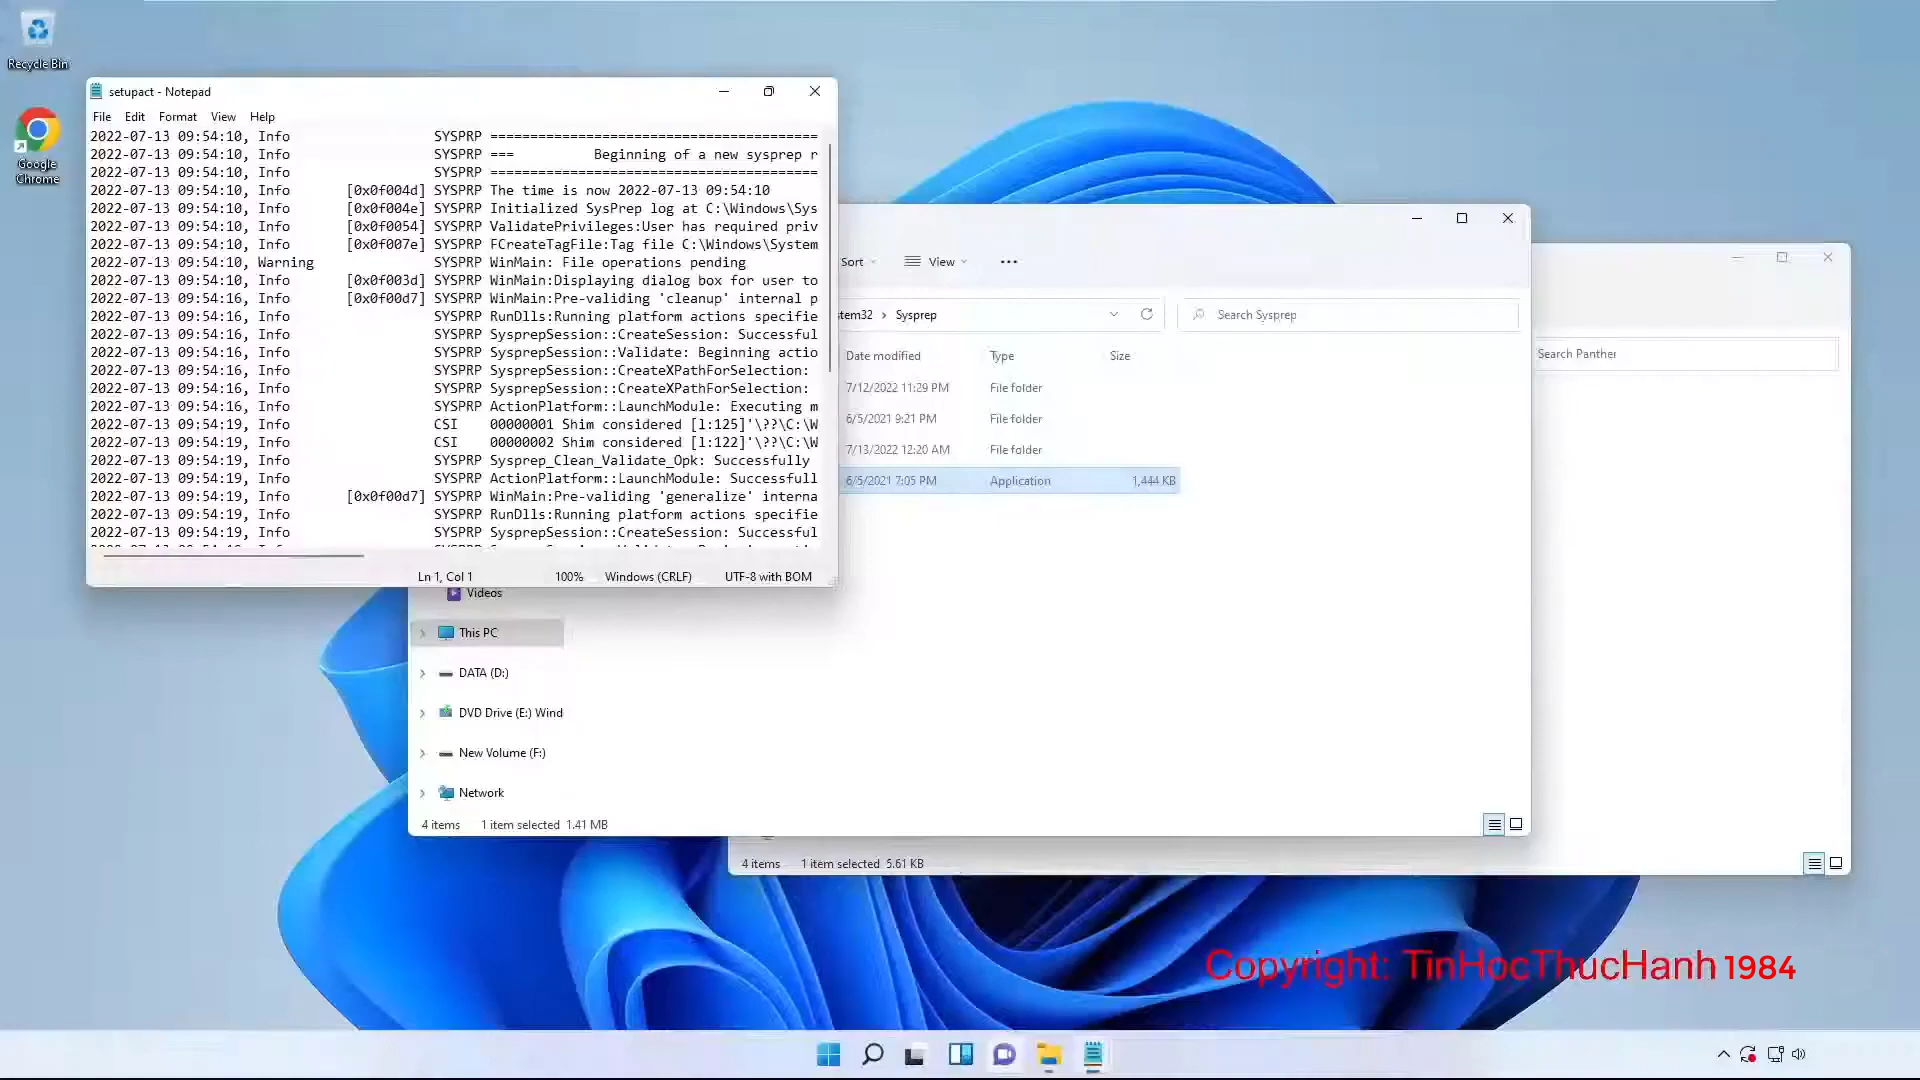 Recycle Bin
Google
Chrome
setupact - Notepad
File Edit Format View Help
2022-07-13 09:54:10, Info SYSPRP =========================================
2022-07-13 09:54:10, Info SYSPRP === Beginning of a new sysprep r
2022-07-13 09:54:10, Info SYSPRP =========================================
2022-07-13 09:54:10, Info [0x0f004d] SYSPRP The time is now 2022-07-13 09:54:10
2022-07-13 09:54:10, Info [0x0f004e] SYSPRP Initialized SysPrep log at C:\Windows\Sys
2022-07-13 09:54:10, Info [0x0f0054] SYSPRP ValidatePrivileges:User has required priv
2022-07-13 09:54:10, Info [0x0f007e] SYSPRP FCreateTagFile:Tag file C:\Windows\System
2022-07-13 09:54:10, Warning SYSPRP WinMain: File operations pending
2022-07-13 09:54:10, Info [0x0f003d] SYSPRP WinMain:Displaying dialog box for user to
2022-07-13 09:54:16, Info [0x0f00d7] SYSPRP WinMain:Pre-validating 'cleanup' internal p
2022-07-13 09:54:16, Info SYSPRP RunDlls:Running platform actions specifie
2022-07-13 09:54:16, Info SYSPRP SysprepSession::CreateSession: Successful
2022-07-13 09:54:16, Info SYSPRP SysprepSession::Validate: Beginning actio
2022-07-13 09:54:16, Info SYSPRP SysprepSession::CreateXPathForSelection:
2022-07-13 09:54:16, Info SYSPRP SysprepSession::CreateXPathForSelection:
2022-07-13 09:54:16, Info SYSPRP ActionPlatform::LaunchModule: Executing m
2022-07-13 09:54:19, Info CSI 00000001 Shim considered [l:125]'\??\C:\W
2022-07-13 09:54:19, Info CSI 00000002 Shim considered [l:122]'\??\C:\W
2022-07-13 09:54:19, Info SYSPRP Sysprep_Clean_Validate_Opk: Successfully
2022-07-13 09:54:19, Info SYSPRP ActionPlatform::LaunchModule: Successfull
2022-07-13 09:54:19, Info [0x0f00d7] SYSPRP WinMain:Pre-validating 'generalize' interna
2022-07-13 09:54:19, Info SYSPRP RunDlls:Running platform actions specifie
2022-07-13 09:54:19, Info SYSPRP SysprepSession::CreateSession: Successful
Ln 1, Col 1 100% Windows (CRLF) UTF-8 with BOM
Sort View
stem32 > Sysprep Search Sysprep
Date modified Type Size
7/12/2022 11:29 PM File folder
6/5/2021 9:21 PM File folder
7/13/2022 12:20 AM File folder
6/5/2021 7:05 PM Application 1,444 KB
Videos
This PC
DATA (D:)
DVD Drive (E:) Wind
New Volume (F:)
Network
4 items 1 item selected 1.41 MB
Search Panther
4 items 1 item selected 5.61 KB
Copyright: TinHocThucHanh1984